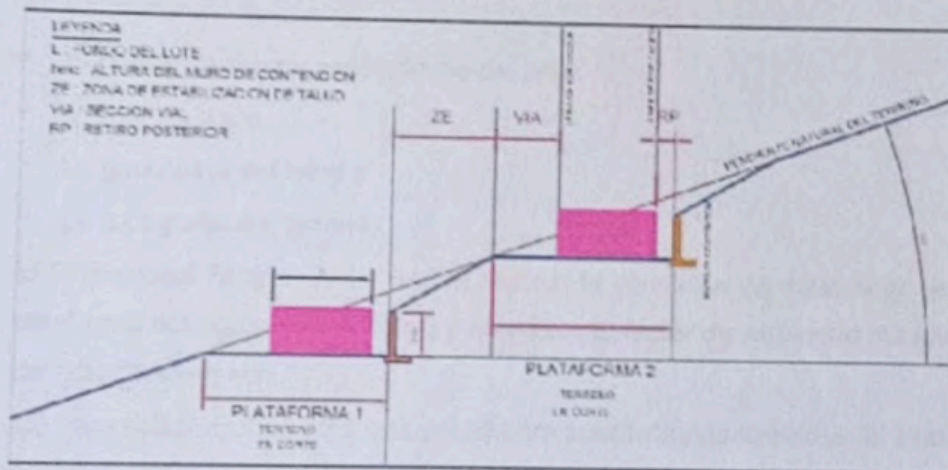 LEYENDA
L : FONDO DEL LOTE
hmc : ALTURA DEL MURO DE CONTENCION
ZE : ZONA DE ESTABILIZACION DE TALUD
VIA : SECCION VIAL
RP : RETIRO POSTERIOR
ZE
VIA
RP
PENDIENTE NATURAL DEL TERRENO
PLATAFORMA 2
TERRENO
EN CORTE
PLATAFORMA 1
TERRENO
EN CORTE